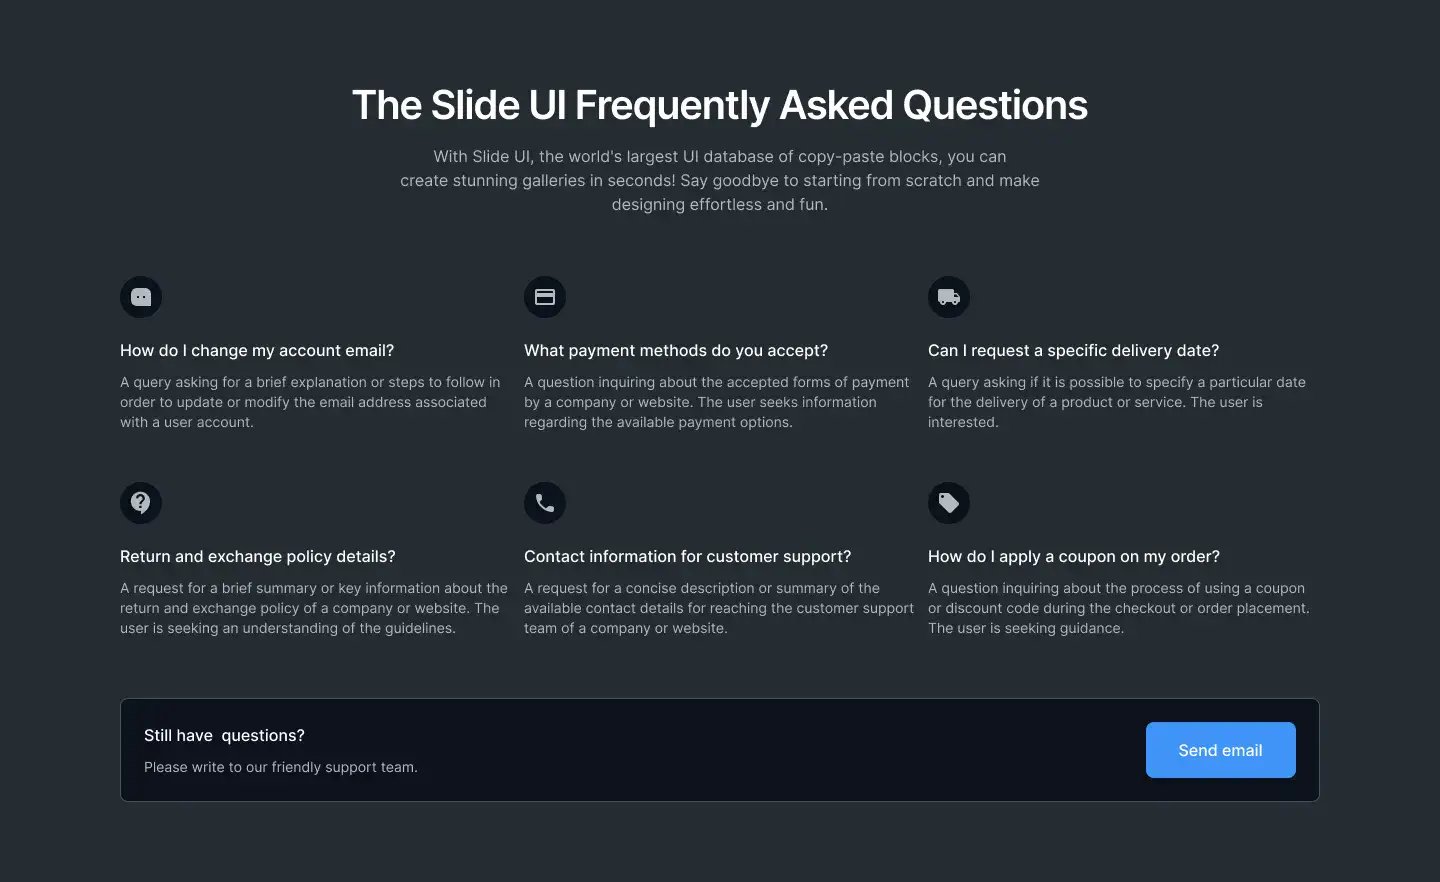 The Slide UI Frequently Asked Questions
With Slide UI, the world's largest UI database of copy-paste blocks, you can
create stunning galleries in seconds! Say goodbye to starting from scratch and make
designing effortless and fun.
How do I change my account email?
A query asking for a brief explanation or steps to follow in
order to update or modify the email address associated
with a user account.
What payment methods do you accept?
A question inquiring about the accepted forms of payment
by a company or website. The user seeks information
regarding the available payment options.
Can I request a specific delivery date?
A query asking if it is possible to specify a particular date
for the delivery of a product or service. The user is
interested.
Return and exchange policy details?
A request for a brief summary or key information about the
return and exchange policy of a company or website. The
user is seeking an understanding of the guidelines.
Contact information for customer support?
A request for a concise description or summary of the
available contact details for reaching the customer support
team of a company or website.
How do I apply a coupon on my order?
A question inquiring about the process of using a coupon
or discount code during the checkout or order placement.
The user is seeking guidance.
Still have  questions?
Please write to our friendly support team.
Send email